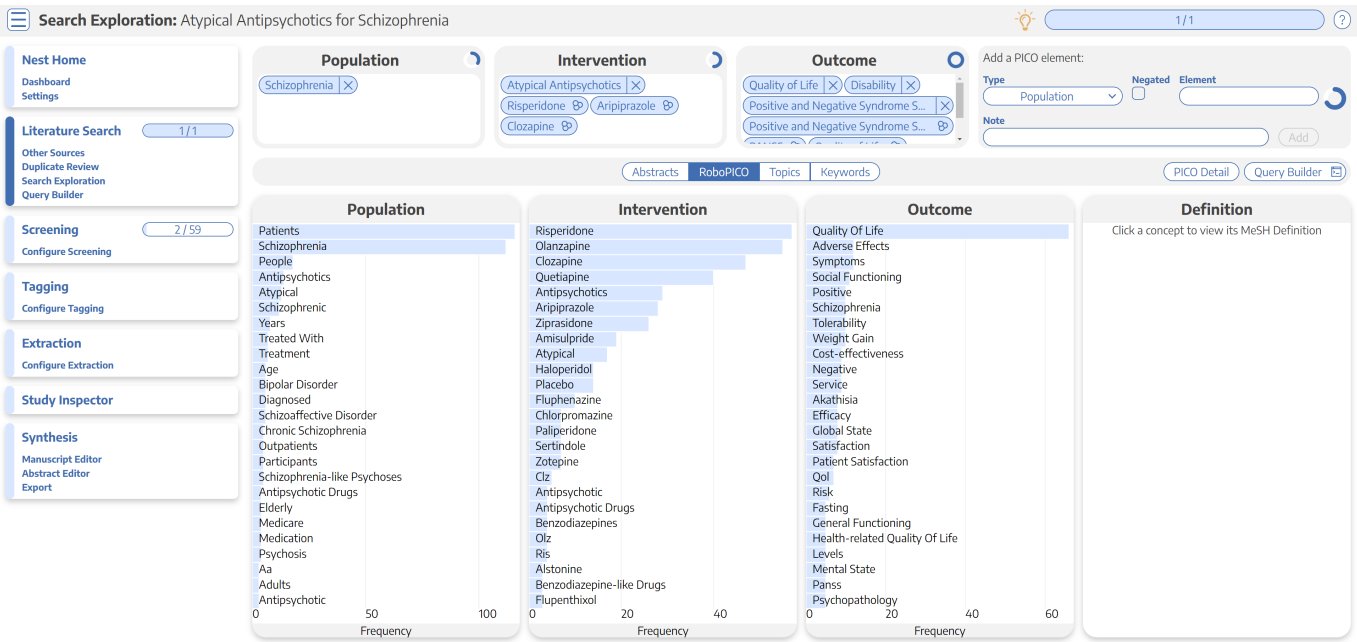 Search Exploration: Atypical Antipsychotics for Schizophrenia
1 / 1
?
Nest Home
Dashboard
Settings
Literature Search
1 / 1
Other Sources
Duplicate Review
Search Exploration
Query Builder
Screening
2 / 59
Configure Screening
Tagging
Configure Tagging
Extraction
Configure Extraction
Study Inspector
Synthesis
Manuscript Editor
Abstract Editor
Export
Population
Schizophrenia
Intervention
Atypical Antipsychotics
Risperidone
Aripiprazole
Clozapine
Outcome
Quality of Life
Disability
Positive and Negative Syndrome S...
Positive and Negative Syndrome S...
PANSS
Quality of Life
Add a PICO element:
Type
Population
Negated
Element
Note
Add
Abstracts
RoboPICO
Topics
Keywords
PICO Detail
Query Builder
Population
Patients
Schizophrenia
People
Antipsychotics
Atypical
Schizophrenic
Years
Treated With
Treatment
Age
Bipolar Disorder
Diagnosed
Schizoaffective Disorder
Chronic Schizophrenia
Outpatients
Participants
Schizophrenia-like Psychoses
Antipsychotic Drugs
Elderly
Medicare
Medication
Psychosis
Aa
Adults
Antipsychotic
0 50 100
Frequency
Intervention
Risperidone
Olanzapine
Clozapine
Quetiapine
Antipsychotics
Aripiprazole
Ziprasidone
Amisulpride
Atypical
Haloperidol
Placebo
Fluphenazine
Chlorpromazine
Paliperidone
Sertindole
Zotepine
Clz
Antipsychotic
Antipsychotic Drugs
Benzodiazepines
Olz
Ris
Alstonine
Benzodiazepine-like Drugs
Flupenthixol
0 20 40
Frequency
Outcome
Quality Of Life
Adverse Effects
Symptoms
Social Functioning
Positive
Schizophrenia
Tolerability
Weight Gain
Cost-effectiveness
Negative
Service
Akathisia
Efficacy
Global State
Satisfaction
Patient Satisfaction
Qol
Risk
Fasting
General Functioning
Health-related Quality Of Life
Levels
Mental State
Panss
Psychopathology
0 20 40 60
Frequency
Definition
Click a concept to view its MeSH Definition